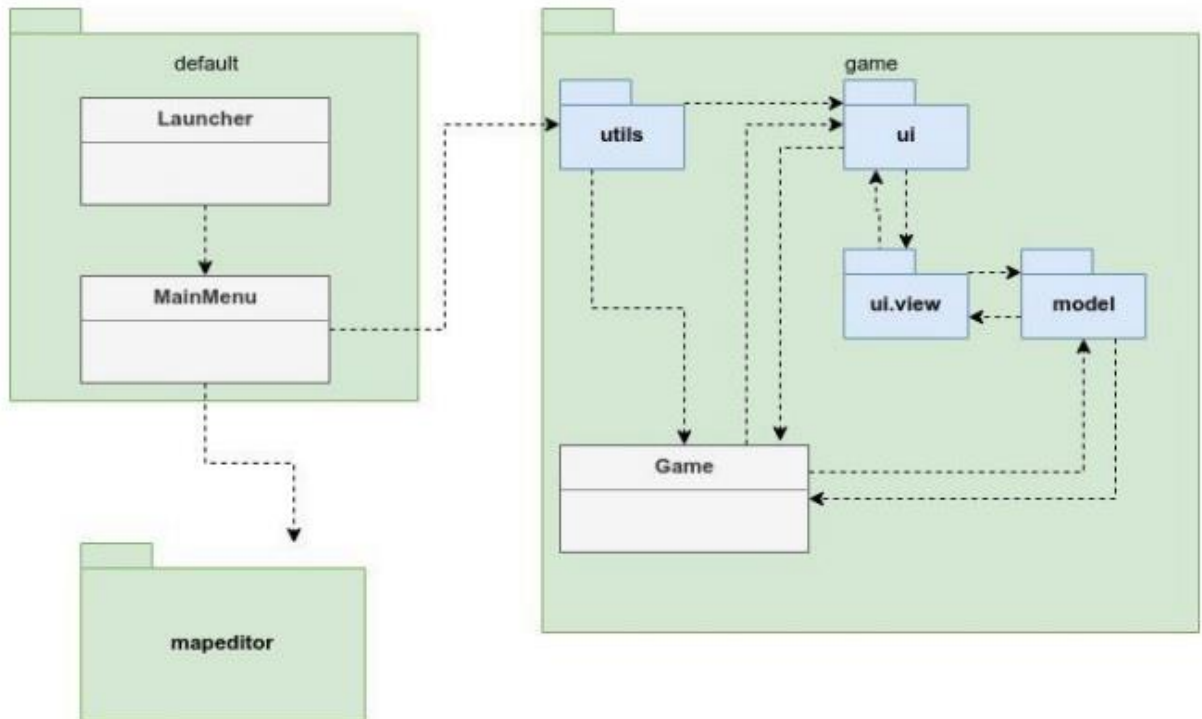 default
Launcher
MainMenu
mapeditor
game
utils
ui
ui.view
model
Game